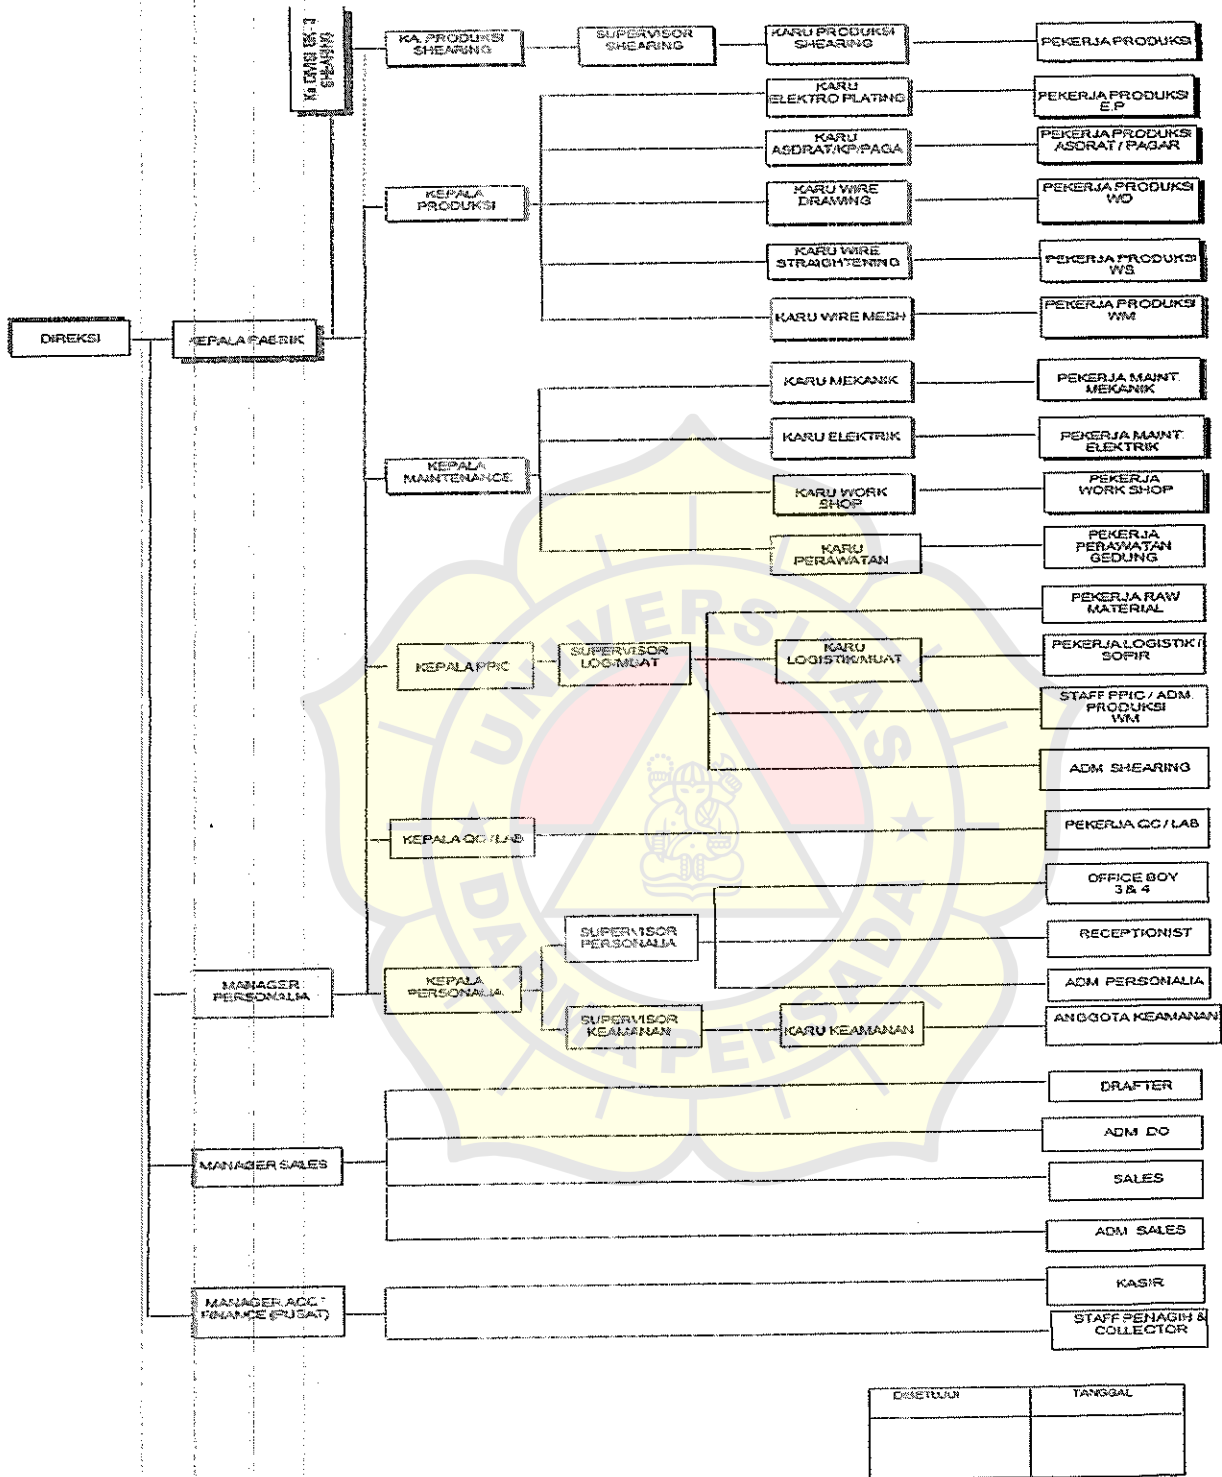 Ka DIVISI BK - 3
SHEARING
KA. PRODUKSI
SHEARING
SUPERVISOR
SHEARING
KARU PRODUKSI
SHEARING
PEKERJA PRODUKSI
KARU
ELEKTRO PLATING
PEKERJA PRODUKSI
E.P
KARU
ASDRAT/KP/PAGA
PEKERJA PRODUKSI
ASDRAT / PAGAR
KEPALA
PRODUKSI
KARU WIRE
DRAWING
PEKERJA PRODUKSI
WD
KARU WIRE
STRAIGHTENING
PEKERJA PRODUKSI
WS
KARU WIRE MESH
PEKERJA PRODUKSI
WM
DIREKSI
KEPALA PABRIK
KARU MEKANIK
PEKERJA MAINT.
MEKANIK
KARU ELEKTRIK
PEKERJA MAINT.
ELEKTRIK
KEPALA
MAINTENANCE
KARU WORK
SHOP
PEKERJA
WORK SHOP
KARU
PERAWATAN
PEKERJA
PERAWATAN
GEDUNG
PEKERJA RAW
MATERIAL
KEPALA PPIC
SUPERVISOR
LOG/MUAT
KARU
LOGISTIK/MUAT
PEKERJA LOGISTIK /
SOPIR
STAFF PPIC / ADM.
PRODUKSI
WM
ADM SHEARING
KEPALA QC / LAB
PEKERJA QC / LAB
OFFICE BOY
3 & 4
SUPERVISOR
PERSONALIA
RECEPTIONIST
MANAGER
PERSONALIA
KEPALA
PERSONALIA
ADM PERSONALIA
SUPERVISOR
KEAMANAN
KARU KEAMANAN
ANGGOTA KEAMANAN
DRAFTER
ADM DO
MANAGER SALES
SALES
ADM SALES
MANAGER ACC -
FINANCE (PUSAT)
KASIR
STAFF PENAGIH &
COLLECTOR
DISETUJUI
TANGGAL
UNIVERSITAS
DARMA PERSADA